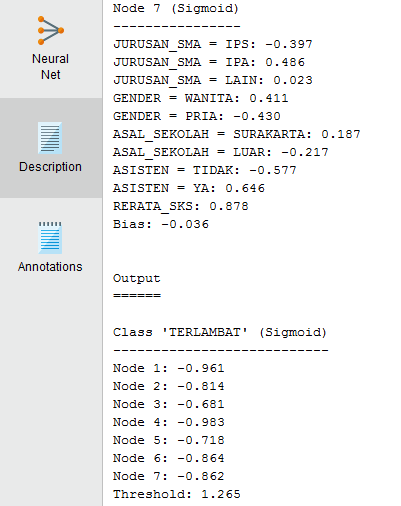 Neural
Net
Description
Annotations
Node 7 (Sigmoid)
----------------
JURUSAN_SMA = IPS: -0.397
JURUSAN_SMA = IPA: 0.486
JURUSAN_SMA = LAIN: 0.023
GENDER = WANITA: 0.411
GENDER = PRIA: -0.430
ASAL_SEKOLAH = SURAKARTA: 0.187
ASAL_SEKOLAH = LUAR: -0.217
ASISTEN = TIDAK: -0.577
ASISTEN = YA: 0.646
RERATA_SKS: 0.878
Bias: -0.036
Output
======
Class 'TERLAMBAT' (Sigmoid)
---------------------------
Node 1: -0.961
Node 2: -0.814
Node 3: -0.681
Node 4: -0.983
Node 5: -0.718
Node 6: -0.864
Node 7: -0.862
Threshold: 1.265